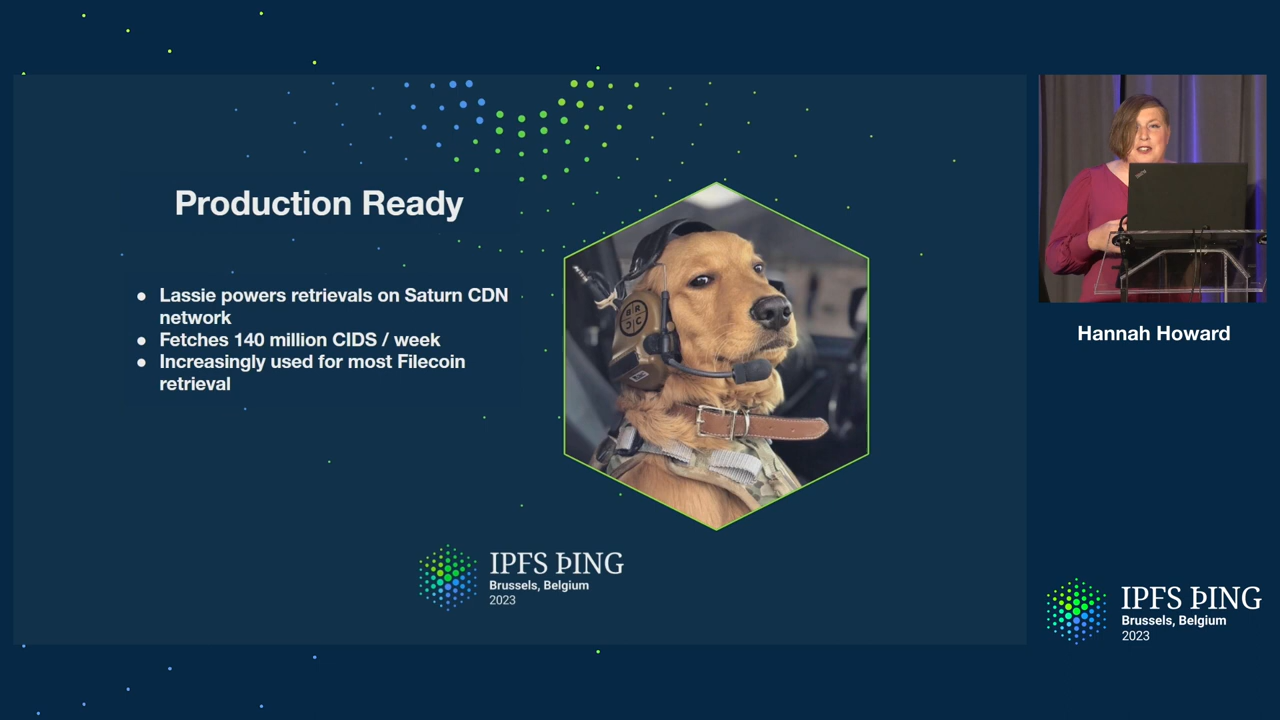 Production Ready
● Lassie powers retrievals on Saturn CDN
network
● Fetches 140 million CIDS / week
● Increasingly used for most Filecoin
retrieval
IPFS ÞING
Brussels, Belgium
2023
Hannah Howard
IPFS ÞING
Brussels, Belgium
2023